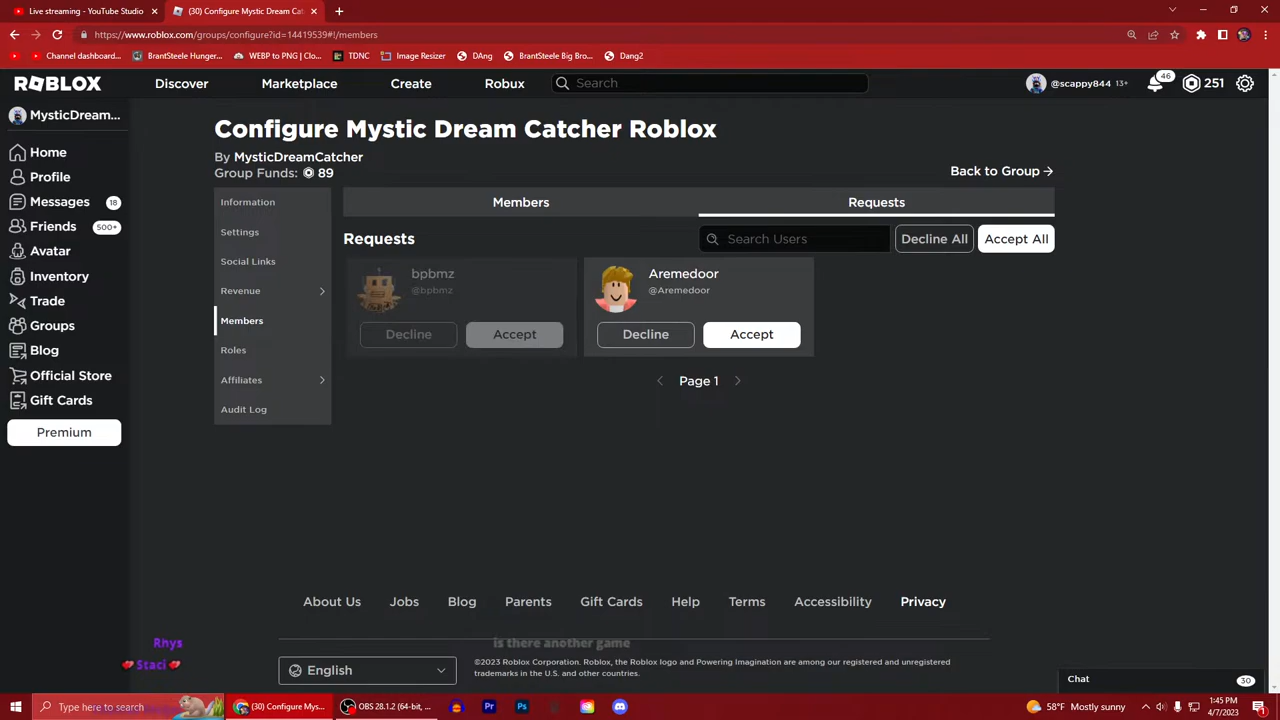 Live streaming - YouTube Studio
(30) Configure Mystic Dream Cat
https://www.roblox.com/groups/configure?id=14419539#!/members
Channel dashboard...
BrantSteele Hunger...
WEBP to PNG | Clo...
TDNC
Image Resizer
DAng
BrantSteele Big Bro...
Dang2
ROBLOX
Discover
Marketplace
Create
Robux
Search
@scappy844 13+
46
251
MysticDream...
Home
Profile
Messages 18
Friends 500+
Avatar
Inventory
Trade
Groups
Blog
Official Store
Gift Cards
Premium
Configure Mystic Dream Catcher Roblox
By MysticDreamCatcher
Group Funds: 89
Back to Group
Information
Settings
Social Links
Revenue
Members
Roles
Affiliates
Audit Log
Members
Requests
Requests
Search Users
Decline All
Accept All
bpbmz
@bpbmz
Decline
Accept
Aremedoor
@Aremedoor
Decline
Accept
Page 1
About Us
Jobs
Blog
Parents
Gift Cards
Help
Terms
Accessibility
Privacy
Rhys
is there another game
Staci
English
©2023 Roblox Corporation. Roblox, the Roblox logo and Powering Imagination are among our registered and unregistered
trademarks in the U.S. and other countries.
Chat
30
Type here to search
(30) Configure Mys...
OBS 28.1.2 (64-bit, ...
Pr
Ps
58°F Mostly sunny
1:45 PM
4/7/2023
1